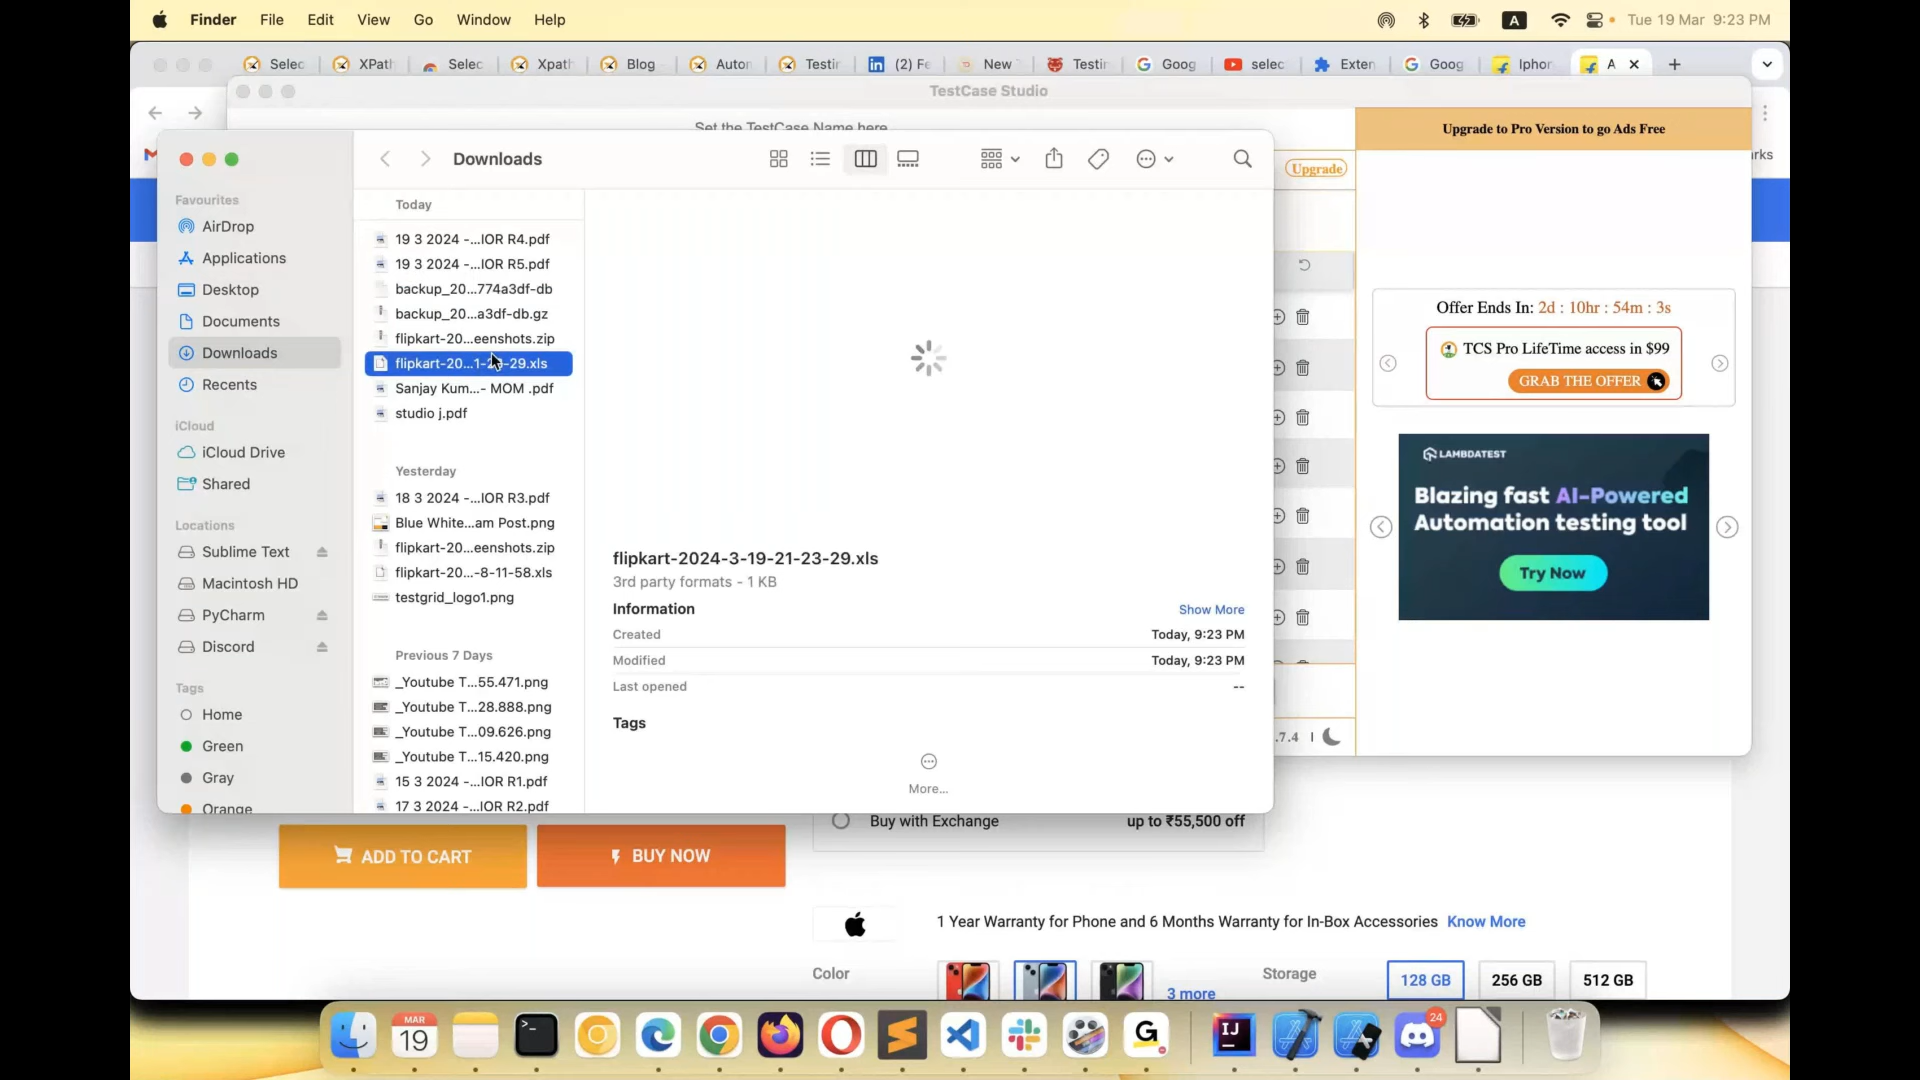 Finder File Edit View Go Window Help A Tue 19 Mar 9:23 PM
Selec XPath Selec Xpath Blog Auton Testin in (2) Fe New Testin Goog selec Exten Goog Iphon A
TestCase Studio
Set the TestCase Name here
Upgrade to Pro Version to go Ads Free
Downloads
Upgrade
rks
Favourites
AirDrop
Applications
Desktop
Documents
Downloads
Recents
iCloud
iCloud Drive
Shared
Locations
Sublime Text
Macintosh HD
PyCharm
Discord
Tags
Home
Green
Gray
Orange
Today
19 3 2024 -...IOR R4.pdf
19 3 2024 -...IOR R5.pdf
backup_20...774a3df-db
backup_20...a3df-db.gz
flipkart-20...eenshots.zip
flipkart-20...1-23-29.xls
Sanjay Kum...- MOM .pdf
studio j.pdf
Yesterday
18 3 2024 -...IOR R3.pdf
Blue White...am Post.png
flipkart-20...eenshots.zip
flipkart-20...-8-11-58.xls
testgrid_logo1.png
Previous 7 Days
_Youtube T...55.471.png
_Youtube T...28.888.png
_Youtube T...09.626.png
_Youtube T...15.420.png
15 3 2024 -...IOR R1.pdf
17 3 2024 -...IOR R2.pdf
flipkart-2024-3-19-21-23-29.xls
3rd party formats - 1 KB
Information Show More
Created Today, 9:23 PM
Modified Today, 9:23 PM
Last opened --
Tags
More...
Offer Ends In: 2d : 10hr : 54m : 3s
TCS Pro LifeTime access in $99
GRAB THE OFFER
LAMBDATEST
Blazing fast AI-Powered
Automation testing tool
Try Now
.7.4 |
Buy with Exchange up to ₹55,500 off
ADD TO CART BUY NOW
1 Year Warranty for Phone and 6 Months Warranty for In-Box Accessories Know More
Color 3 more Storage 128 GB 256 GB 512 GB
MAR
19
>_
G
IJ
24